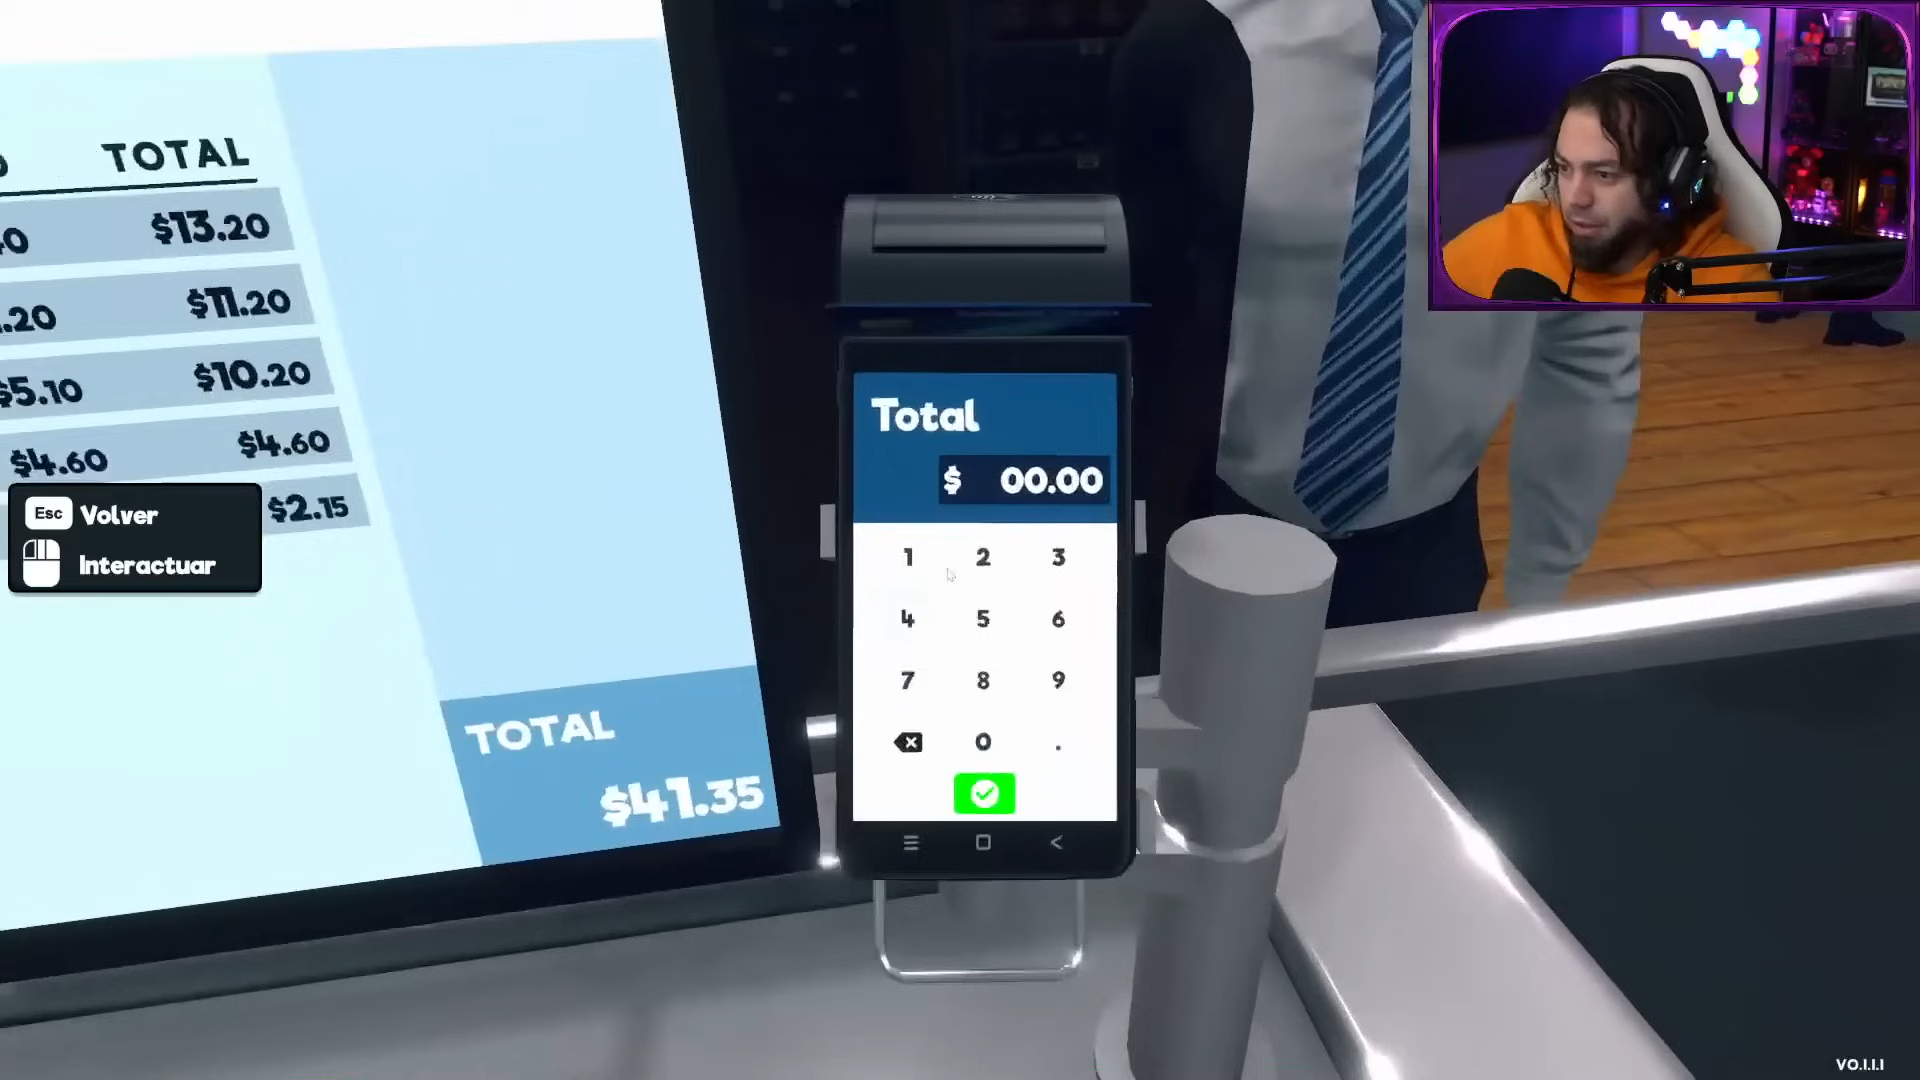 TOTAL
$13.20
.20 $11.20
$5.10 $10.20
$4.60 $4.60
$2.15
Esc Volver
Interactuar
TOTAL
$41.35
Total
$ 00.00
1 2 3
4 5 6
7 8 9
0 .
V0.1.1.1